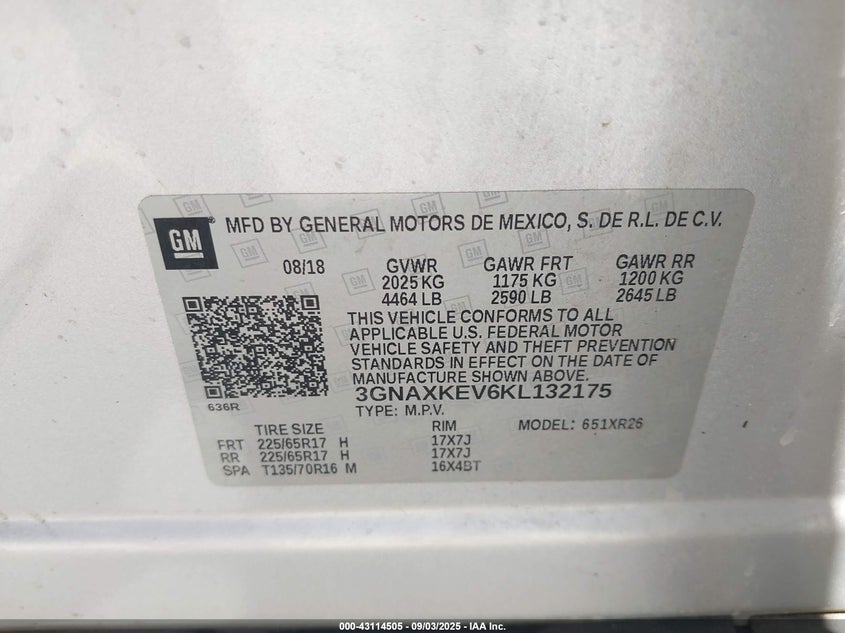 GM MFD BY GENERAL MOTORS DE MEXICO, S. DE R.L. DE C.V.
08/18 GVWR GAWR FRT GAWR RR
2025 KG 1175 KG 1200 KG
4464 LB 2590 LB 2645 LB
THIS VEHICLE CONFORMS TO ALL
APPLICABLE U.S. FEDERAL MOTOR
VEHICLE SAFETY AND THEFT PREVENTION
STANDARDS IN EFFECT ON THE DATE OF
MANUFACTURE SHOWN ABOVE.
3GNAXKEV6KL132175
636R
TYPE: M.P.V.
TIRE SIZE RIM MODEL: 651XR26
FRT 225/65R17 H 17X7J
RR 225/65R17 H 17X7J
SPA T135/70R16 M 16X4BT
000-43114505 - 09/03/2025 - IAA Inc.